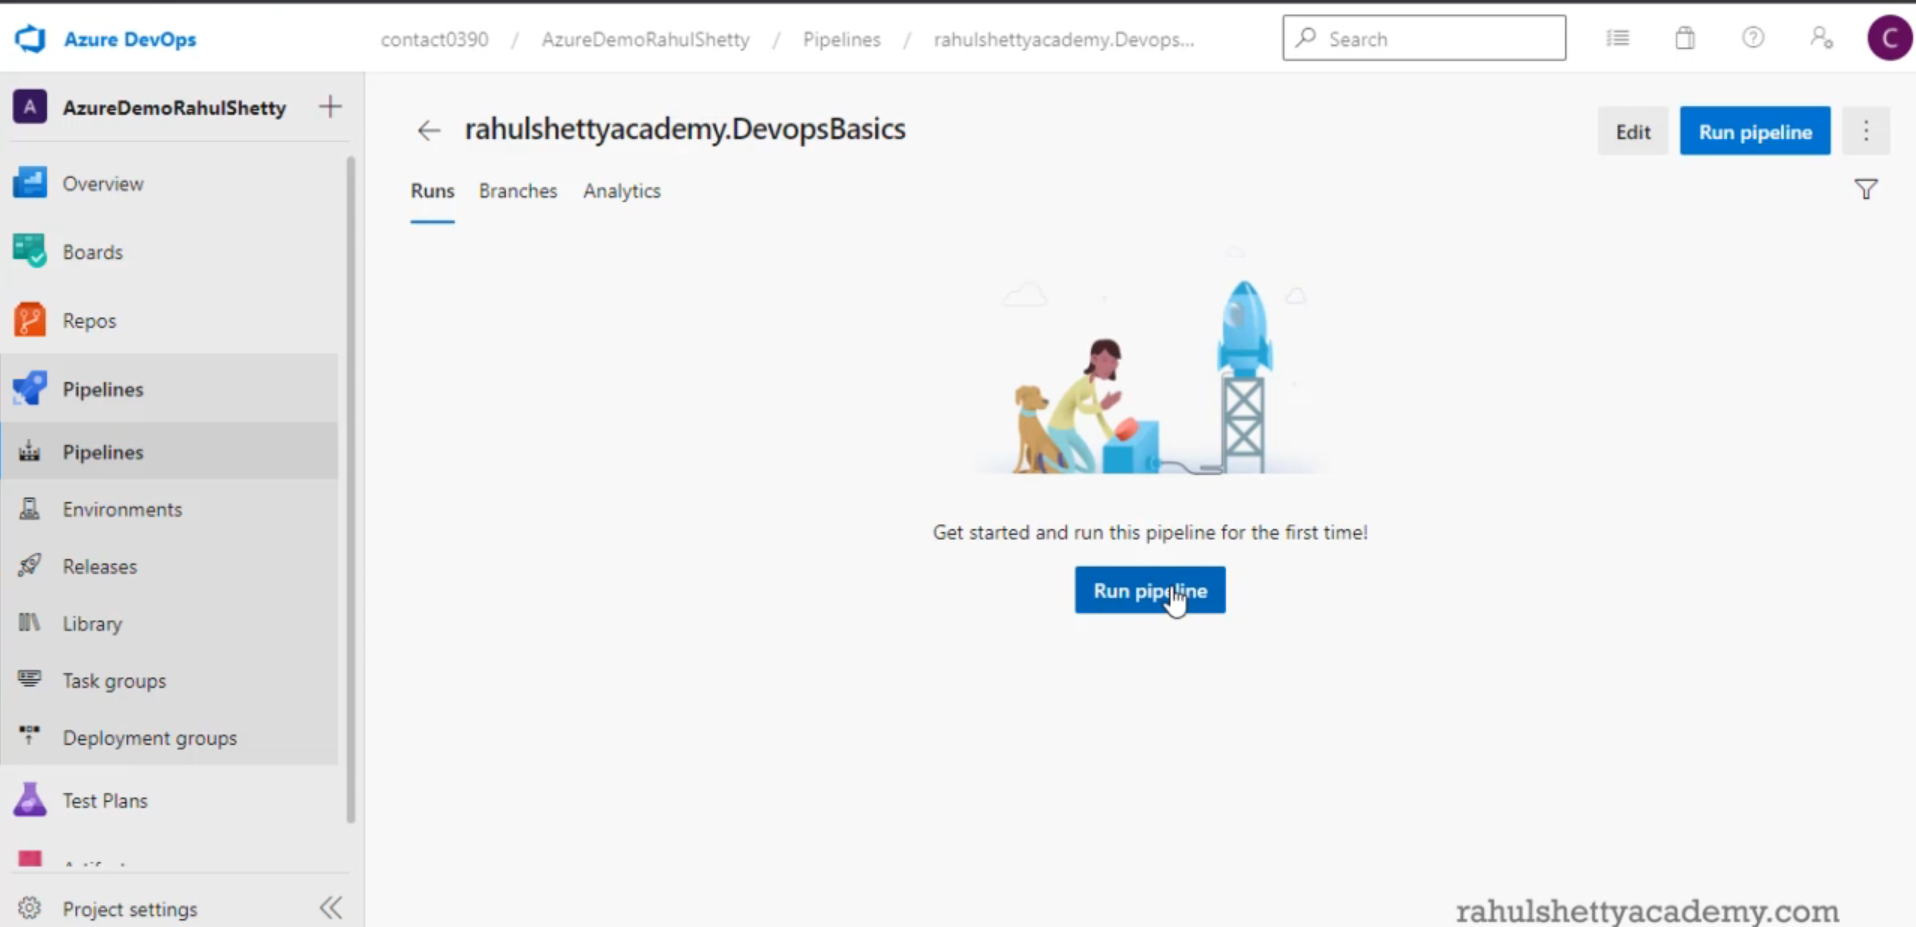 Azure DevOps
contact0390 / AzureDemoRahulShetty / Pipelines / rahulshettyacademy.Devops...
Search
C
A AzureDemoRahulShetty
rahulshettyacademy.DevopsBasics
Edit
Run pipeline
Overview
Runs Branches Analytics
Boards
Repos
Pipelines
Pipelines
Environments
Get started and run this pipeline for the first time!
Releases
Run pipeline
Library
Task groups
Deployment groups
Test Plans
Project settings
rahulshettyacademy.com